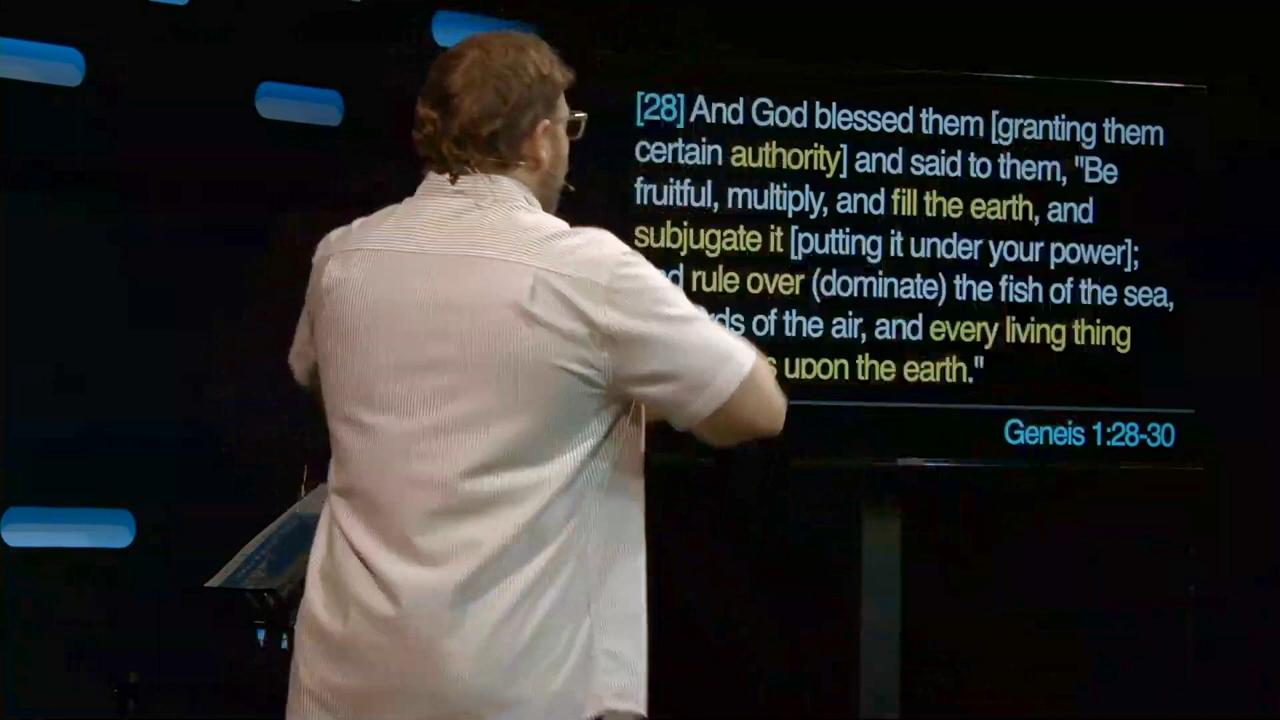 [28] And God blessed them [granting them
certain authority] and said to them, "Be
fruitful, multiply, and fill the earth, and
subjugate it [putting it under your power];
rule over (dominate) the fish of the sea,
of the air, and every living thing
upon the earth."
Geneis 1:28-30